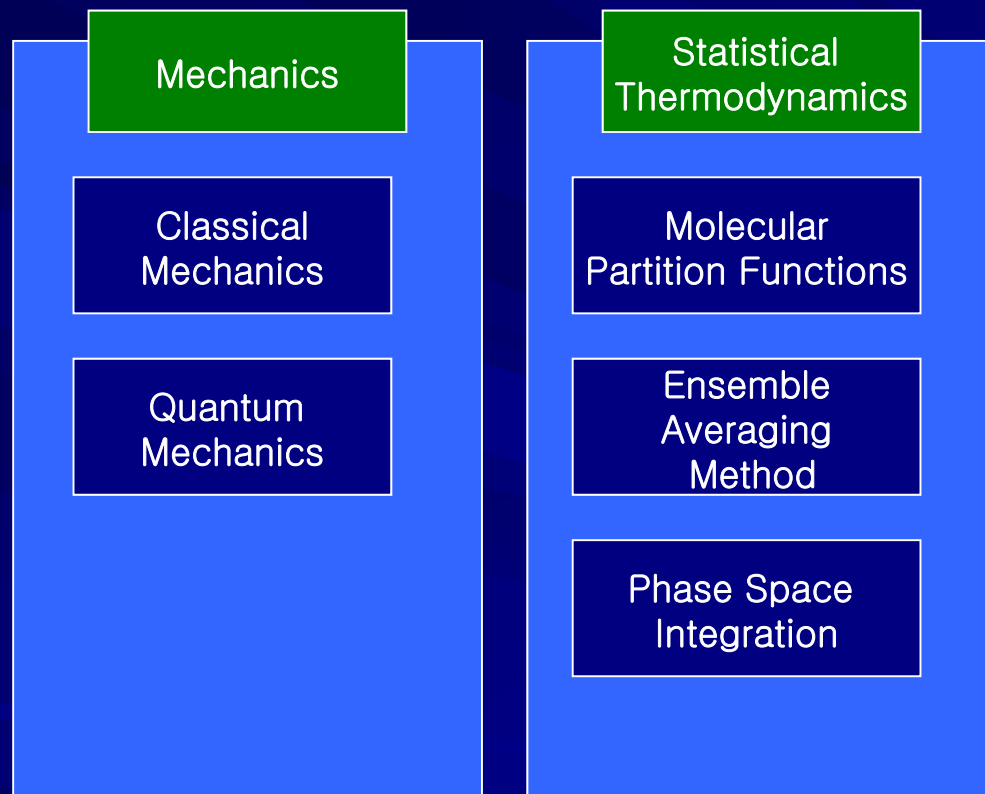 Mechanics
Classical
Mechanics
Quantum
Mechanics
Statistical
Thermodynamics
Molecular
Partition Functions
Ensemble
Averaging
Method
Phase Space
Integration